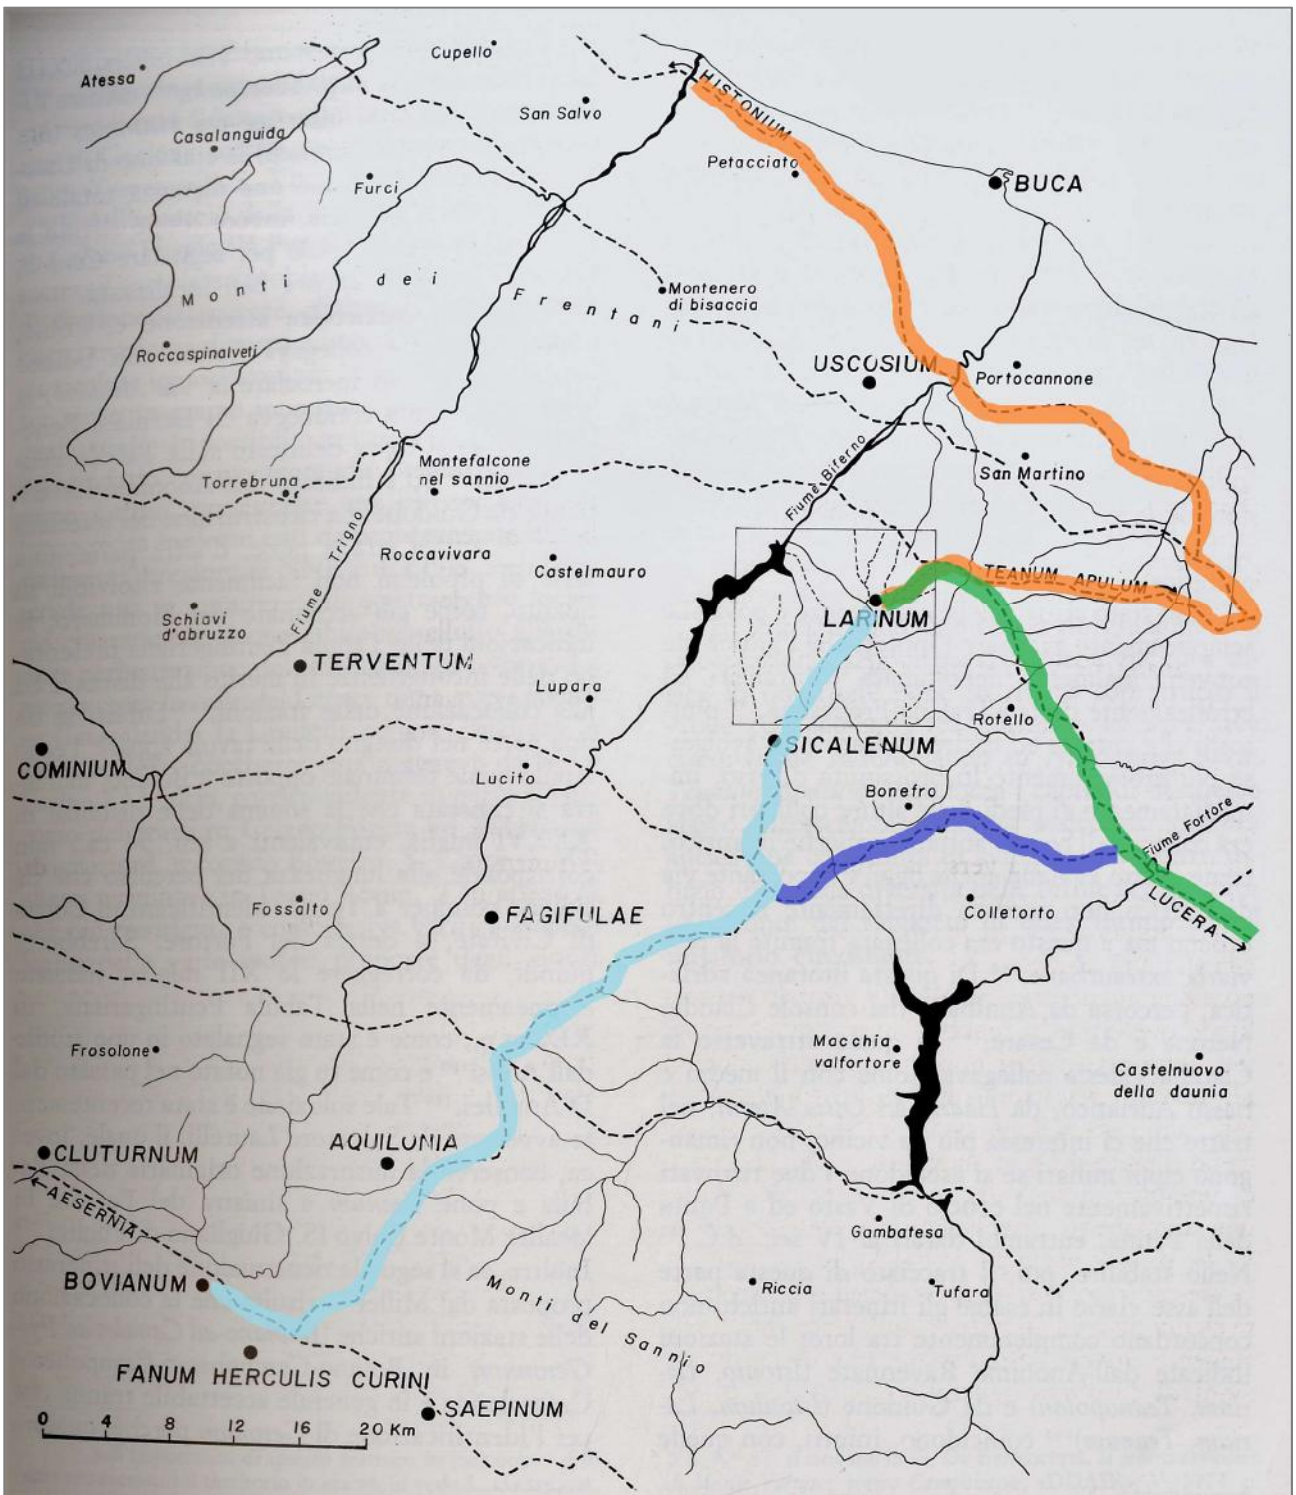 Cupello
Atessa
HISTONIUM
San Salvo
Casalanguida
Petacciato
Furci
BUCA
Monti dei Frentani
Montenero
di bisaccia
Roccaspinalveti
USCOSIUM
Portocannone
Montefalcone
nel sannio
San Martino
Torrebruna
Fiume Biferno
Fiume Trigno
Roccavivara
Castelmauro
TEANUM APULUM
Schiavi
d'abruzzo
LARINUM
TERVENTUM
Lupara
Rotello
SICALENUM
COMINIUM
Lucito
Bonefro
Fiume Fortore
Fossalto
FAGIFULAE
Colletorto
LUCERA
Macchia
valfortore
Frosolone
Castelnuovo
della daunia
AQUILONIA
CLUTURNUM
AESERNIA
Gambatesa
BOVIANUM
Riccia
Tufara
Monti del Sannio
FANUM HERCULIS CURINI
SAEPINUM
0 4 8 12 16 20 Km